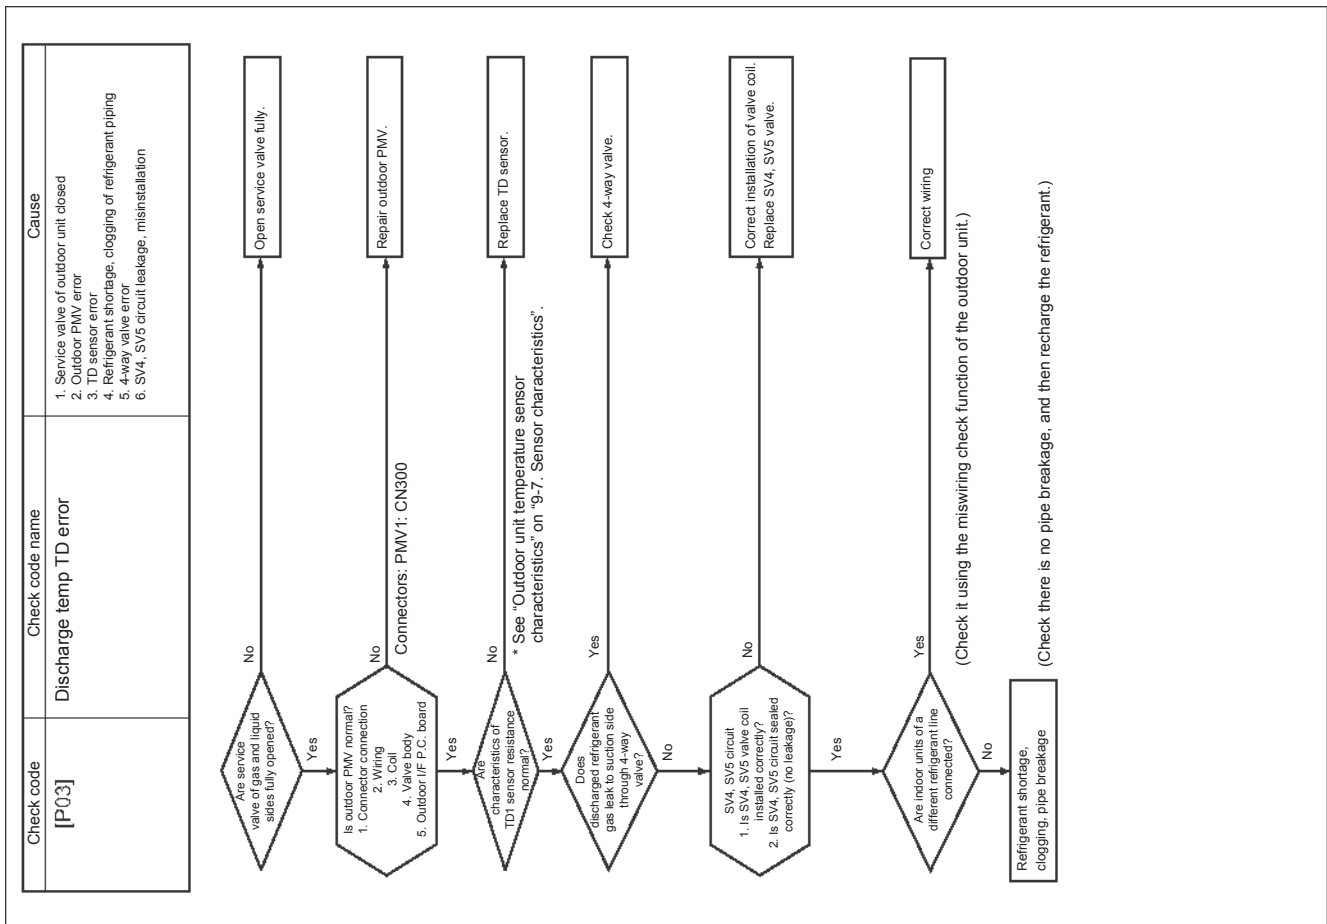 Check code
Check code name
Cause
[P03]
Discharge temp TD error
1. Service valve of outdoor unit closed
2. Outdoor PMV error
3. TD sensor error
4. Refrigerant shortage, clogging of refrigerant piping
5. 4-way valve error
6. SV4, SV5 circuit leakage, misinstallation
Are service
valve of gas and liquid
sides fully opened?
No
Open service valve fully.
Yes
Is outdoor PMV normal?
1. Connector connection
2. Wiring
3. Coil
4. Valve body
5. Outdoor I/F P.C. board
No
Repair outdoor PMV.
Connectors: PMV1: CN300
Yes
Are
characteristics of
TD1 sensor resistance
normal?
No
Replace TD sensor.
* See "Outdoor unit temperature sensor
characteristics" on "9-7. Sensor characteristics".
Yes
Does
discharged refrigerant
gas leak to suction side
through 4-way
valve?
Yes
Check 4-way valve.
No
SV4, SV5 circuit
1. Is SV4, SV5 valve coil
installed correctly?
2. Is SV4, SV5 circuit sealed
correctly (no leakage)?
No
Correct installation of valve coil.
Replace SV4, SV5 valve.
Yes
Are indoor units of a
different refrigerant line
connected?
Yes
Correct wiring
(Check it using the miswiring check function of the outdoor unit.)
No
Refrigerant shortage,
clogging, pipe breakage
(Check there is no pipe breakage, and then recharge the refrigerant.)